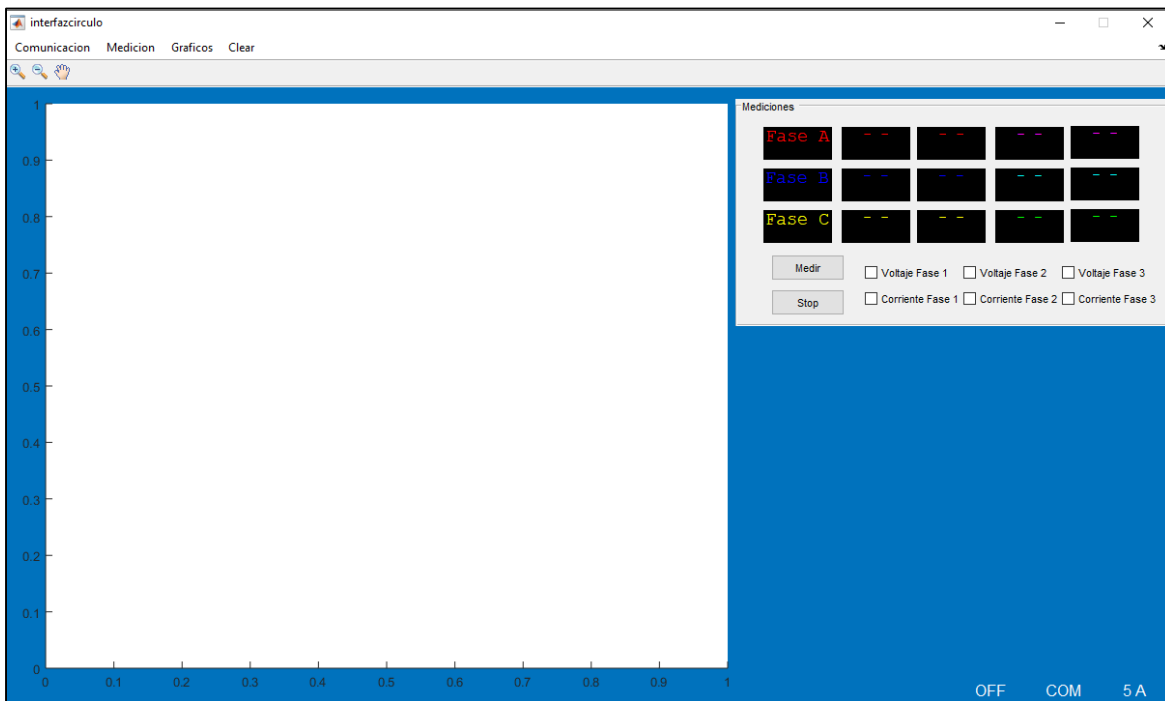 interfazcirculo
Comunicacion Medicion Graficos Clear
Mediciones
Fase A -- -- -- --
Fase B -- -- -- --
Fase C -- -- -- --
Medir
Voltaje Fase 1 Voltaje Fase 2 Voltaje Fase 3
Stop
Corriente Fase 1 Corriente Fase 2 Corriente Fase 3
1
0.9
0.8
0.7
0.6
0.5
0.4
0.3
0.2
0.1
0
0 0.1 0.2 0.3 0.4 0.5 0.6 0.7 0.8 0.9 1
OFF COM 5 A